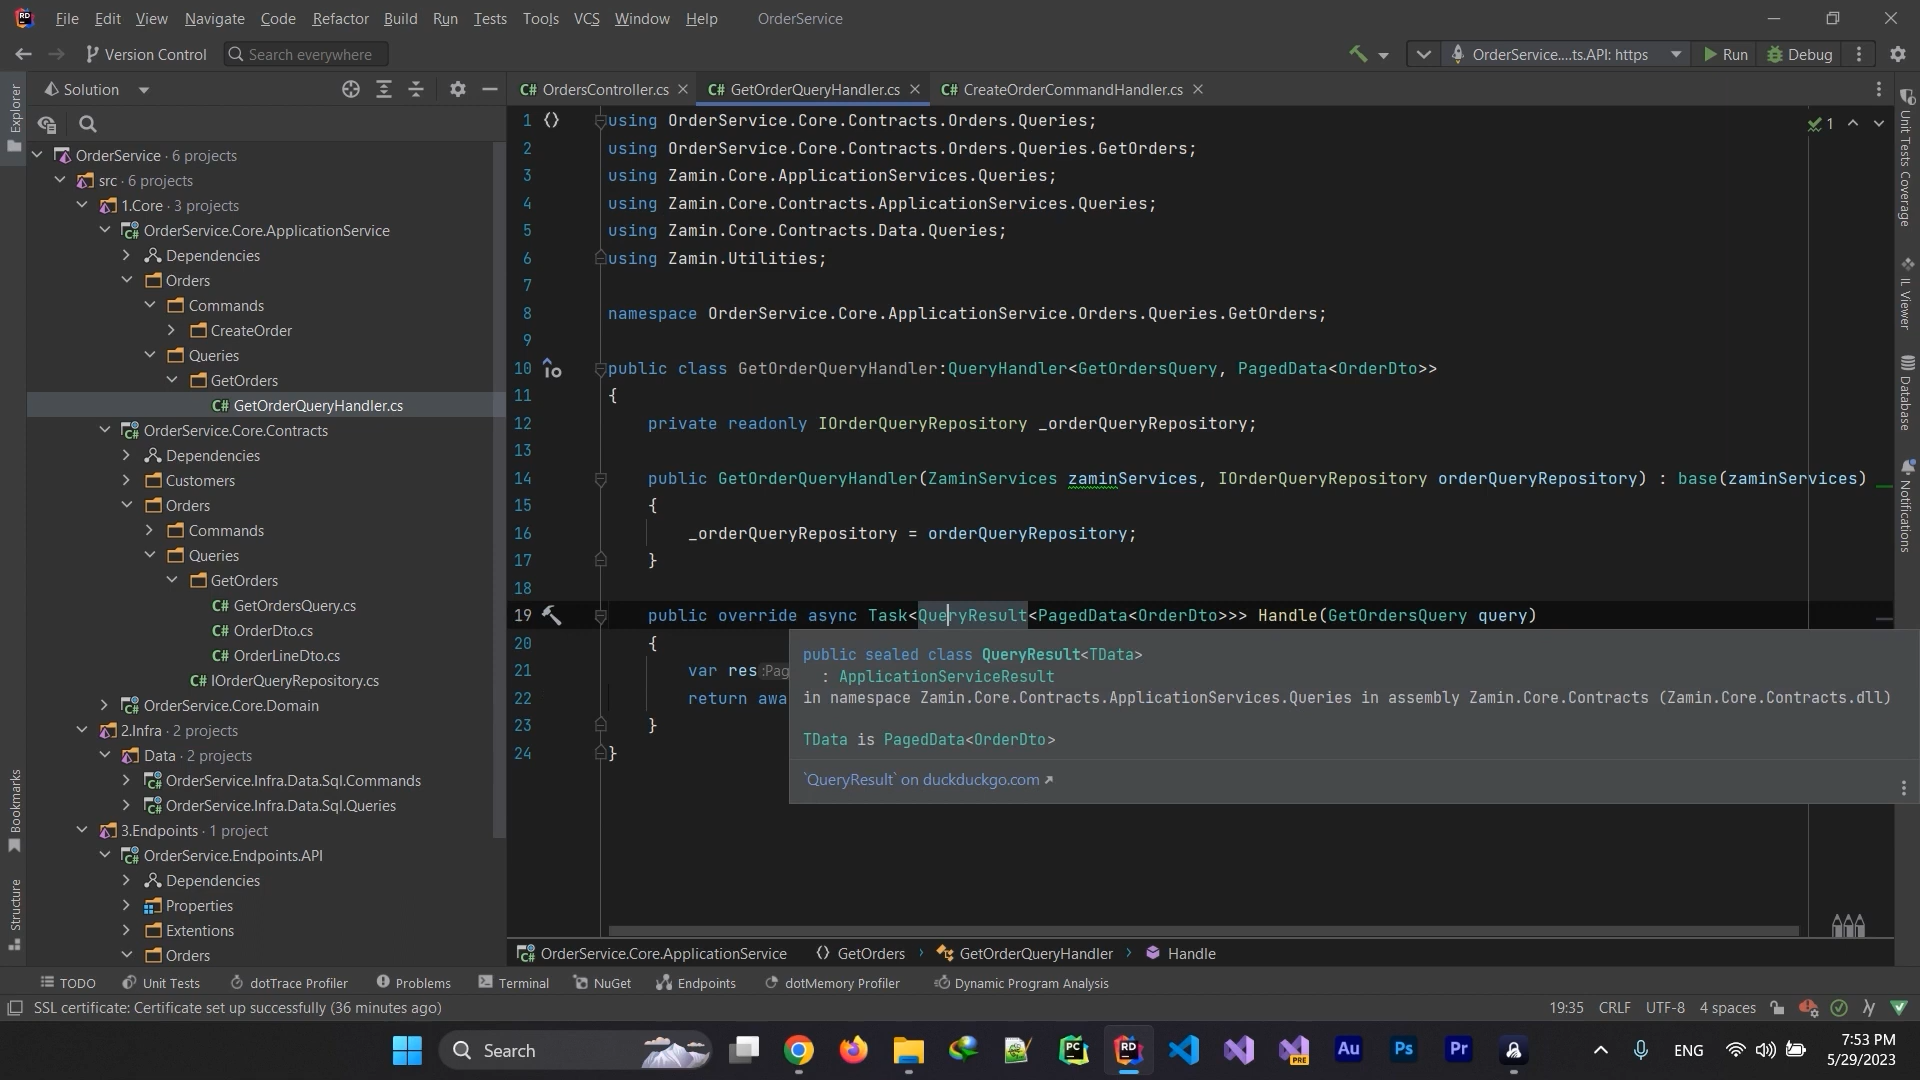 File Edit View Navigate Code Refactor Build Run Tests Tools VCS Window Help OrderService
Version Control Search everywhere OrderService....ts.API: https Run Debug
Explorer
Solution
OrdersController.cs GetOrderQueryHandler.cs CreateOrderCommandHandler.cs
OrderService · 6 projects
src · 6 projects
1.Core · 3 projects
OrderService.Core.ApplicationService
Dependencies
Orders
Commands
CreateOrder
Queries
GetOrders
C# GetOrderQueryHandler.cs
OrderService.Core.Contracts
Dependencies
Customers
Orders
Commands
Queries
GetOrders
C# GetOrdersQuery.cs
C# OrderDto.cs
C# OrderLineDto.cs
C# IOrderQueryRepository.cs
OrderService.Core.Domain
2.Infra · 2 projects
Data · 2 projects
OrderService.Infra.Data.Sql.Commands
OrderService.Infra.Data.Sql.Queries
3.Endpoints · 1 project
OrderService.Endpoints.API
Dependencies
Properties
Extentions
Orders
Bookmarks
Structure
1 using OrderService.Core.Contracts.Orders.Queries;
2 using OrderService.Core.Contracts.Orders.Queries.GetOrders;
3 using Zamin.Core.ApplicationServices.Queries;
4 using Zamin.Core.Contracts.ApplicationServices.Queries;
5 using Zamin.Core.Contracts.Data.Queries;
6 using Zamin.Utilities;
7
8 namespace OrderService.Core.ApplicationService.Orders.Queries.GetOrders;
9
10 public class GetOrderQueryHandler:QueryHandler<GetOrdersQuery, PagedData<OrderDto>>
11 {
12 private readonly IOrderQueryRepository _orderQueryRepository;
13
14 public GetOrderQueryHandler(ZaminServices zaminServices, IOrderQueryRepository orderQueryRepository) : base(zaminServices)
15 {
16 _orderQueryRepository = orderQueryRepository;
17 }
18
19 public override async Task<QueryResult<PagedData<OrderDto>>> Handle(GetOrdersQuery query)
20 {
21 var res :Pag
22 return awa
23 }
24 }
public sealed class QueryResult<TData>
: ApplicationServiceResult
in namespace Zamin.Core.Contracts.ApplicationServices.Queries in assembly Zamin.Core.Contracts (Zamin.Core.Contracts.dll)
TData is PagedData<OrderDto>
`QueryResult` on duckduckgo.com
1
Unit Tests Coverage
IL Viewer
Database
Notifications
OrderService.Core.ApplicationService GetOrders GetOrderQueryHandler Handle
TODO Unit Tests dotTrace Profiler Problems Terminal NuGet Endpoints dotMemory Profiler Dynamic Program Analysis
SSL certificate: Certificate set up successfully (36 minutes ago) 19:35 CRLF UTF-8 4 spaces
Search ENG 7:53 PM
5/29/2023